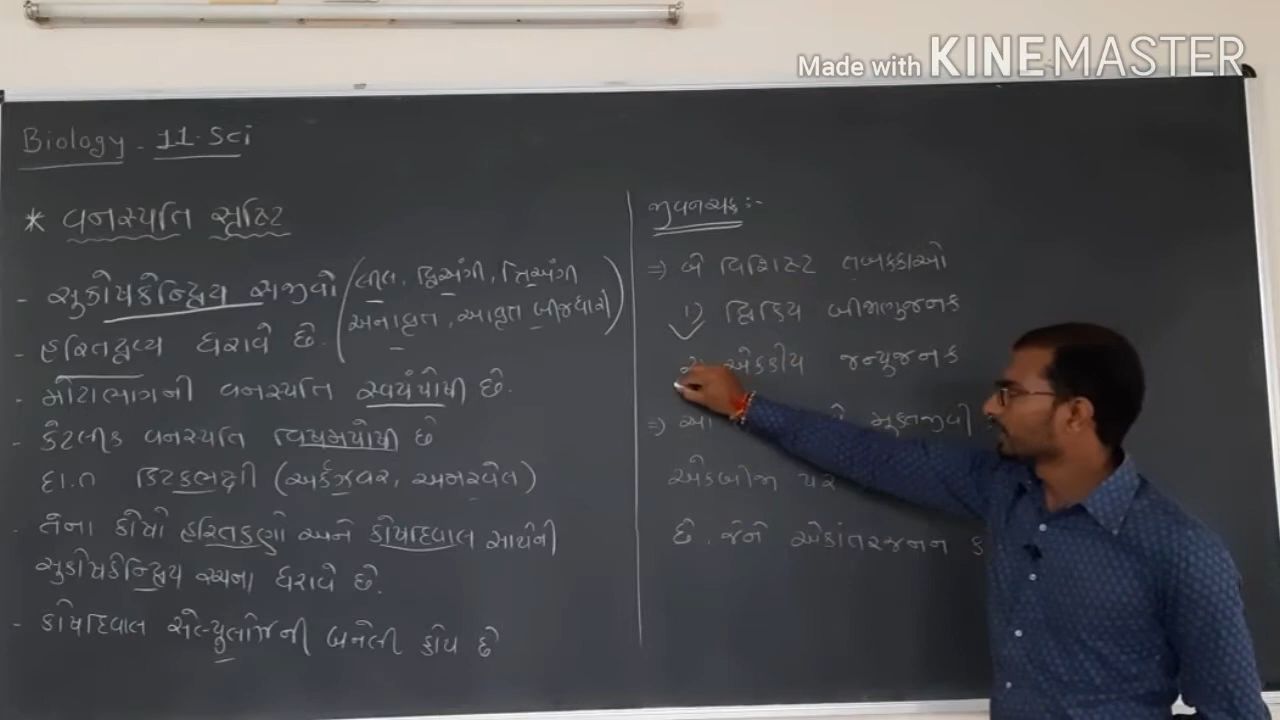 Made with KINEMASTER
Biology - 11-Sci
* વનસ્પતિ સૃષ્ટિ
- સુકોષકેન્દ્રિય સજીવો (લીલ, દ્વિઅંગી, ત્રિઅંગી
અનાવૃત, આવૃત બીજધારી)
- હરિતદ્રવ્ય ધરાવે છે.
- મોટાભાગની વનસ્પતિ સ્વયંપોષી છે.
- કેટલીક વનસ્પતિ વિષમપોષી છે
દા.ત કિટકભક્ષી (અર્કઝવર, અમરવેલ)
- તેના કોષો હરિતકણો અને કોષદિવાલ સાથેની
સુકોષકેન્દ્રિય રચના ધરાવે છે.
- કોષદિવાલ સેલ્યુલોઝની બનેલી હોય છે
જીવનચક્ર :-
⇒ બે વિશિષ્ટ તબક્કાઓ
1) દ્વિકિય બીજાણુજનક
એકકીય જન્યુજનક
⇒ આ મુક્તજીવી
એકબીજા પર
છે. જેને એકાંતરજનન ક